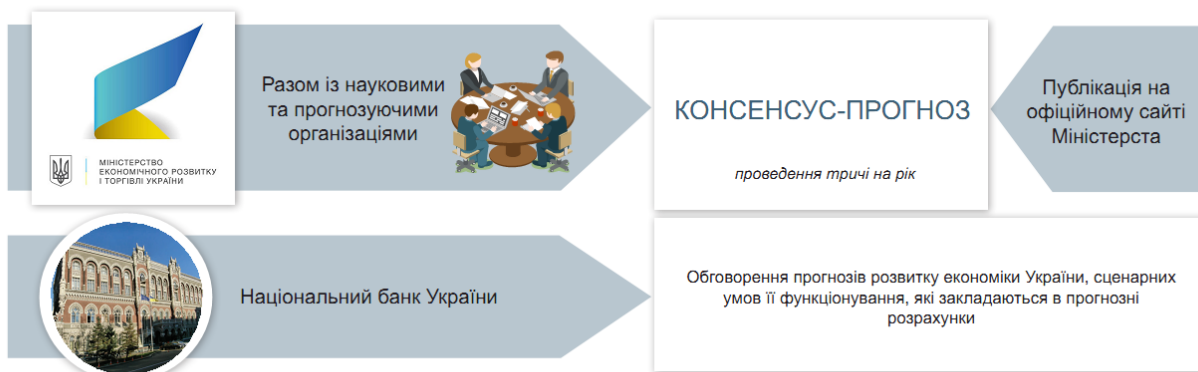 МІНІСТЕРСТВО
ЕКОНОМІЧНОГО РОЗВИТКУ
І ТОРГІВЛІ УКРАЇНИ
Разом із науковими
та прогнозуючими
організаціями
КОНСЕНСУС-ПРОГНОЗ
проведення тричі на рік
Публікація на
офіційному сайті
Міністерста
Національний банк України
Обговорення прогнозів розвитку економіки України, сценарних
умов її функціонування, які закладаються в прогнозні
розрахунки